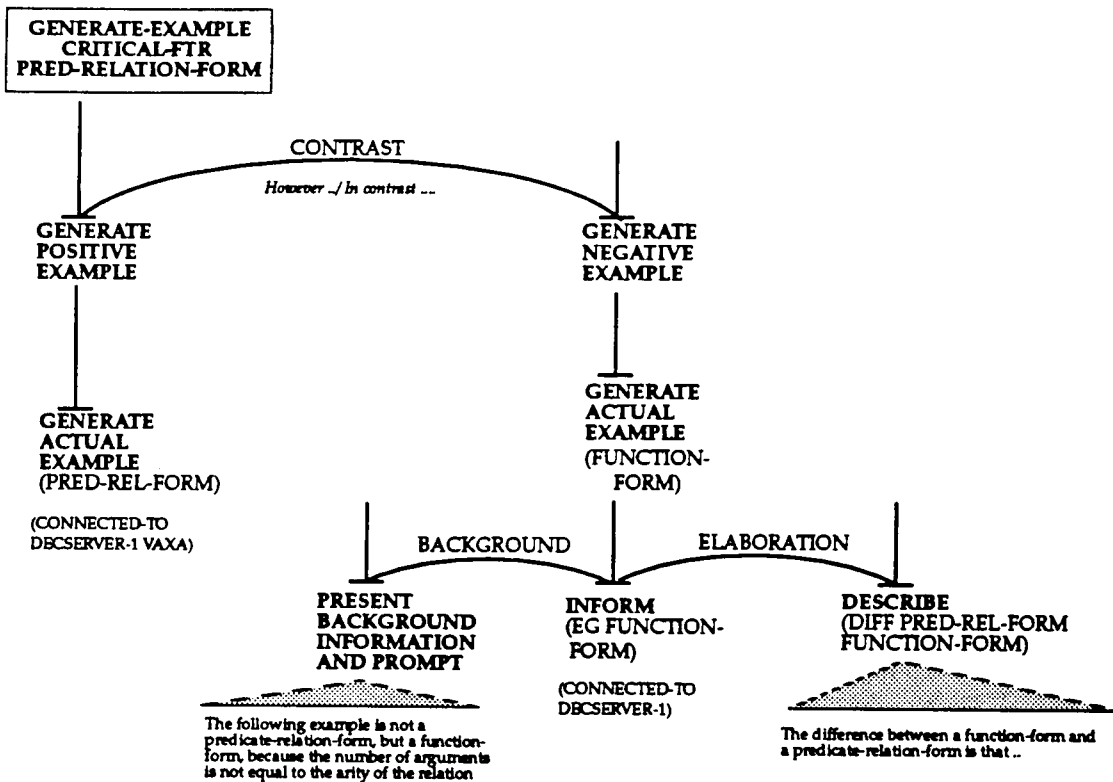 GENERATE-EXAMPLE
CRITICAL-FTR
PRED-RELATION-FORM
CONTRAST
However ../ In contrast ....
GENERATE
POSITIVE
EXAMPLE
GENERATE
NEGATIVE
EXAMPLE
GENERATE
ACTUAL
EXAMPLE
(PRED-REL-FORM)
(CONNECTED-TO
DECSERVER-1 VAXA)
GENERATE
ACTUAL
EXAMPLE
(FUNCTION-
FORM)
BACKGROUND
ELABORATION
PRESENT
BACKGROUND
INFORMATION
AND PROMPT
INFORM
(EG FUNCTION-
FORM)
(CONNECTED-TO
DECSERVER-1)
DESCRIBE
(DIFF PRED-REL-FORM
FUNCTION-FORM)
The following example is not a
predicate-relation-form, but a function-
form, because the number of arguments
is not equal to the arity of the relation
The difference between a function-form and
a predicate-relation-form is that ..